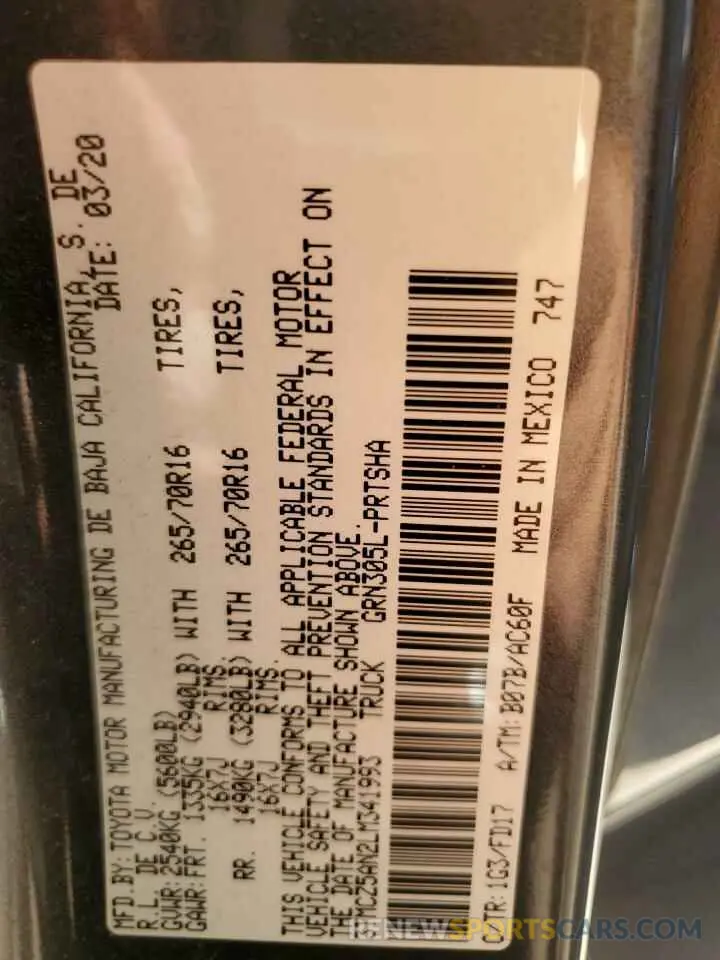 MFD.BY:TOYOTA MOTOR MANUFACTURING DE BAJA CALIFORNIA, S. DE
R.L. DE C.V. DATE: 03/20
GVWR:2540KG (5600LB)
GAWR:FRT. 1335KG (2940LB) WITH 265/70R16 TIRES,
16X7J RIMS.
RR. 1490KG (3280LB) WITH 265/70R16 TIRES,
16X7J RIMS.
THIS VEHICLE CONFORMS TO ALL APPLICABLE FEDERAL MOTOR
VEHICLE SAFETY AND THEFT PREVENTION STANDARDS IN EFFECT ON
THE DATE OF MANUFACTURE SHOWN ABOVE.
3TMCZ5AN2LM341993 TRUCK GRN305L-PRTSHA
C/TR:1G3/FD17 A/TM:B07B/AC60F MADE IN MEXICO 747
RENEWSPORTSCARS.COM